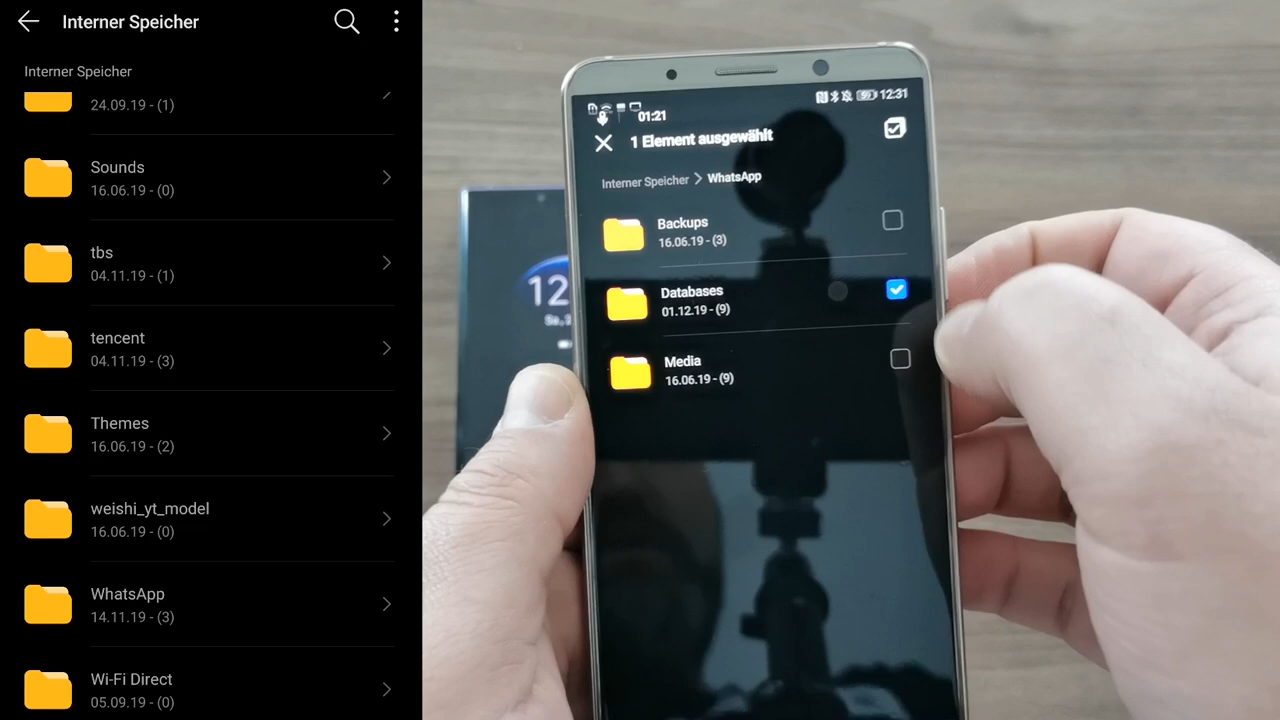 Interner Speicher
Interner Speicher
24.09.19 - (1)
Sounds
16.06.19 - (0)
tbs
04.11.19 - (1)
tencent
04.11.19 - (3)
Themes
16.06.19 - (2)
weishi_yt_model
16.06.19 - (0)
WhatsApp
14.11.19 - (3)
Wi-Fi Direct
05.09.19 - (0)
01:21
12:31
1 Element ausgewählt
Interner Speicher > WhatsApp
Backups
16.06.19 - (3)
Databases
01.12.19 - (9)
Media
16.06.19 - (9)
12